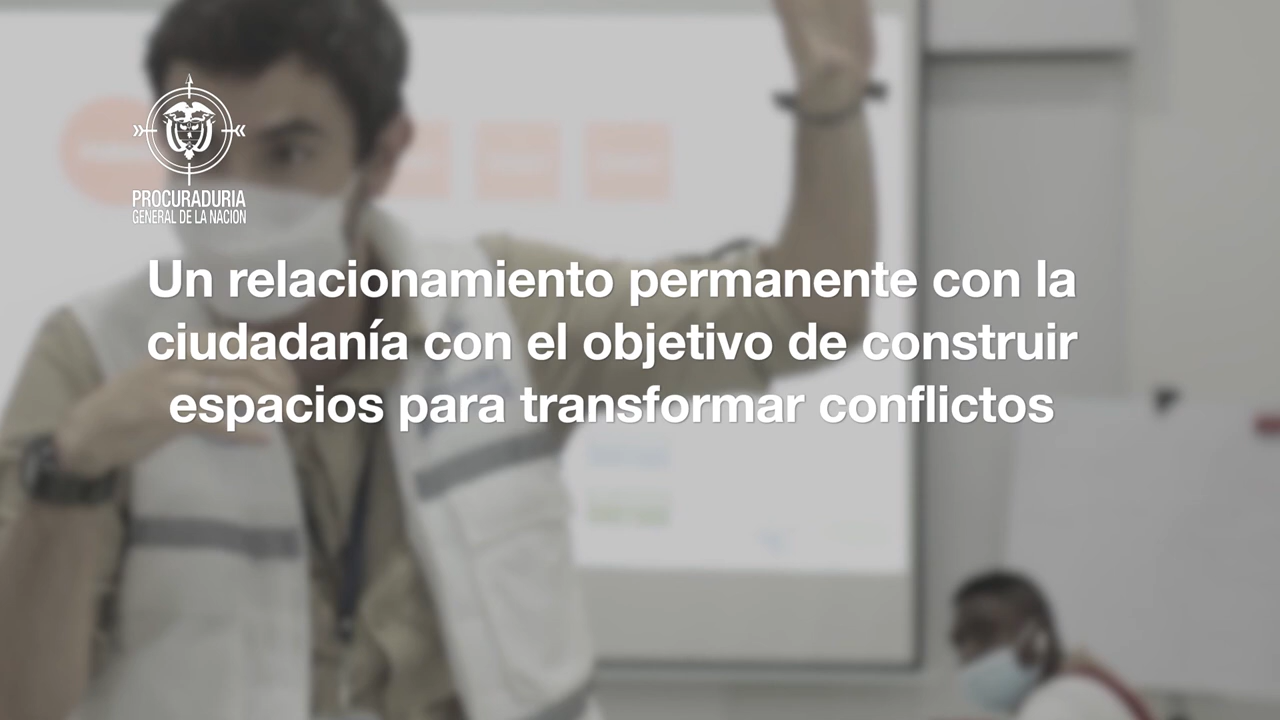 PROCURADURIA
GENERAL DE LA NACION
Un relacionamiento permanente con la
ciudadanía con el objetivo de construir
espacios para transformar conflictos